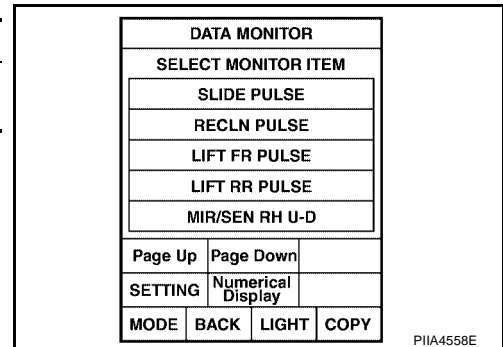 DATA MONITOR
SELECT MONITOR ITEM
SLIDE PULSE
RECLN PULSE
LIFT FR PULSE
LIFT RR PULSE
MIR/SEN RH U-D
Page Up Page Down
SETTING Numerical Display
MODE BACK LIGHT COPY
PIIA4558E